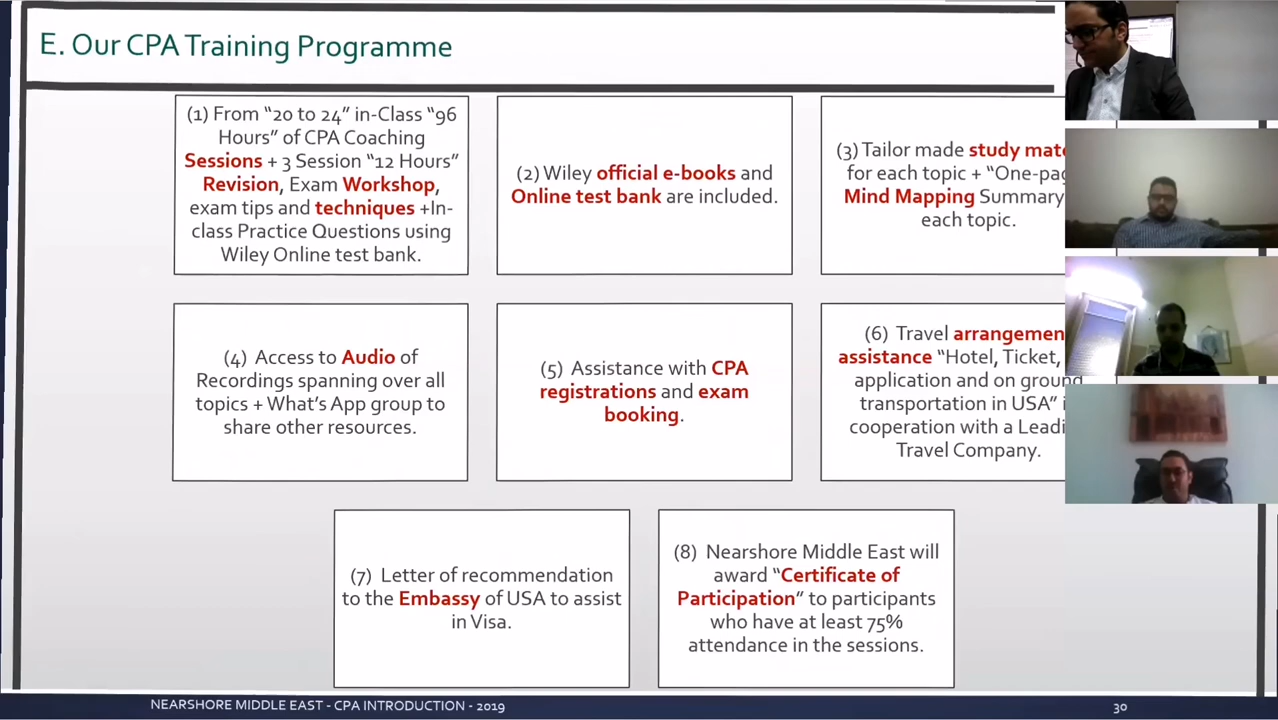 E. Our CPA Training Programme
(1) From “20 to 24” in-Class “96
Hours” of CPA Coaching
Sessions + 3 Session “12 Hours”
Revision, Exam Workshop,
exam tips and techniques +In-
class Practice Questions using
Wiley Online test bank.
(2) Wiley official e-books and
Online test bank are included.
(3) Tailor made study
for each topic +
Mind Mapping Summary
each topic.
(4) Access to Audio of
Recordings spanning over all
topics + What's App group to
share other resources.
(5) Assistance with CPA
registrations and exam
booking.
(6) Travel
assistance “Hotel, Ticket,
application and on ground
transportation in USA”
cooperation with a
Travel Company.
(7) Letter of recommendation
to the Embassy of USA to assist
in Visa.
(8) Nearshore Middle East will
award “Certificate of
Participation” to participants
who have at least 75%
attendance in the sessions.
NEARSHORE MIDDLE EAST - CPA INTRODUCTION - 2019
30